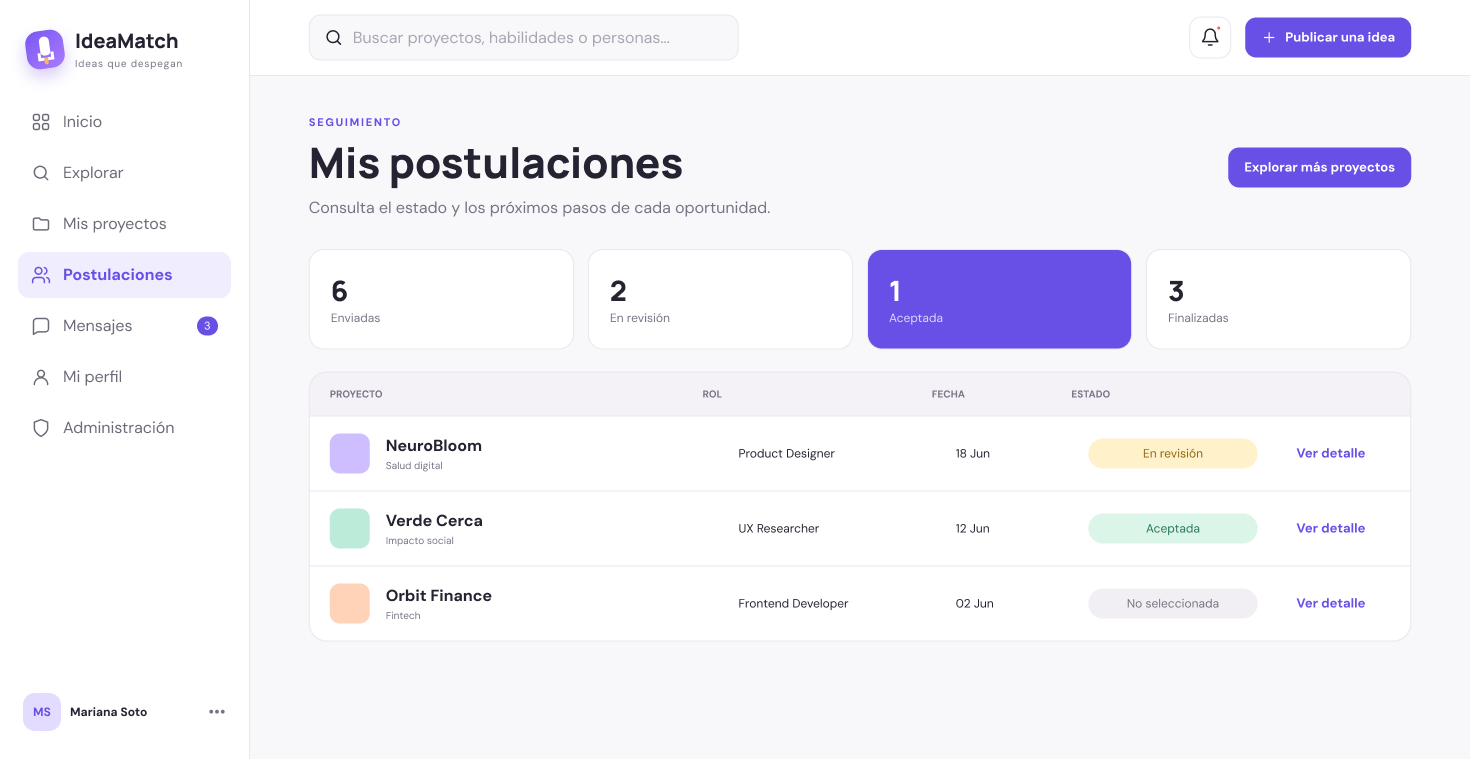 IdeaMatch
Ideas que despegan
Inicio
Explorar
Mis proyectos
Postulaciones
Mensajes 3
Mi perfil
Administración
MS Mariana Soto
Buscar proyectos, habilidades o personas...
Publicar una idea
SEGUIMIENTO
Mis postulaciones
Consulta el estado y los próximos pasos de cada oportunidad.
Explorar más proyectos
6
Enviadas
2
En revisión
1
Aceptada
3
Finalizadas
PROYECTO ROL FECHA ESTADO
NeuroBloom
Salud digital
Product Designer 18 Jun En revisión Ver detalle
Verde Cerca
Impacto social
UX Researcher 12 Jun Aceptada Ver detalle
Orbit Finance
Fintech
Frontend Developer 02 Jun No seleccionada Ver detalle